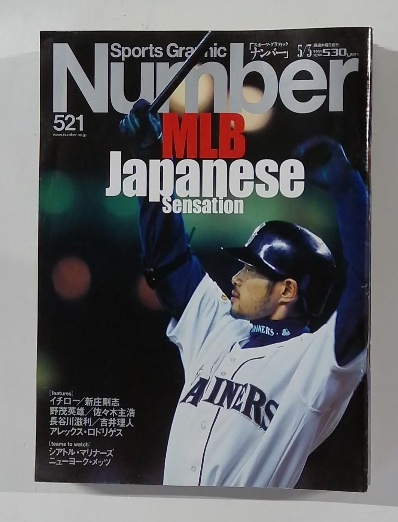 Sports Graphic
Number
[スポーツ・グラフィック
ナンバー]
5/3
530
521
www.number.ne.jp
MLB
Japanese
Sensation
MARINERS
[features]
イチロー／新庄剛志
野茂英雄／佐々木主浩
長谷川滋利／吉井理人
アレックス・ロドリゲス
[teams to watch]
シアトル・マリナーズ
ニューヨーク・メッツ